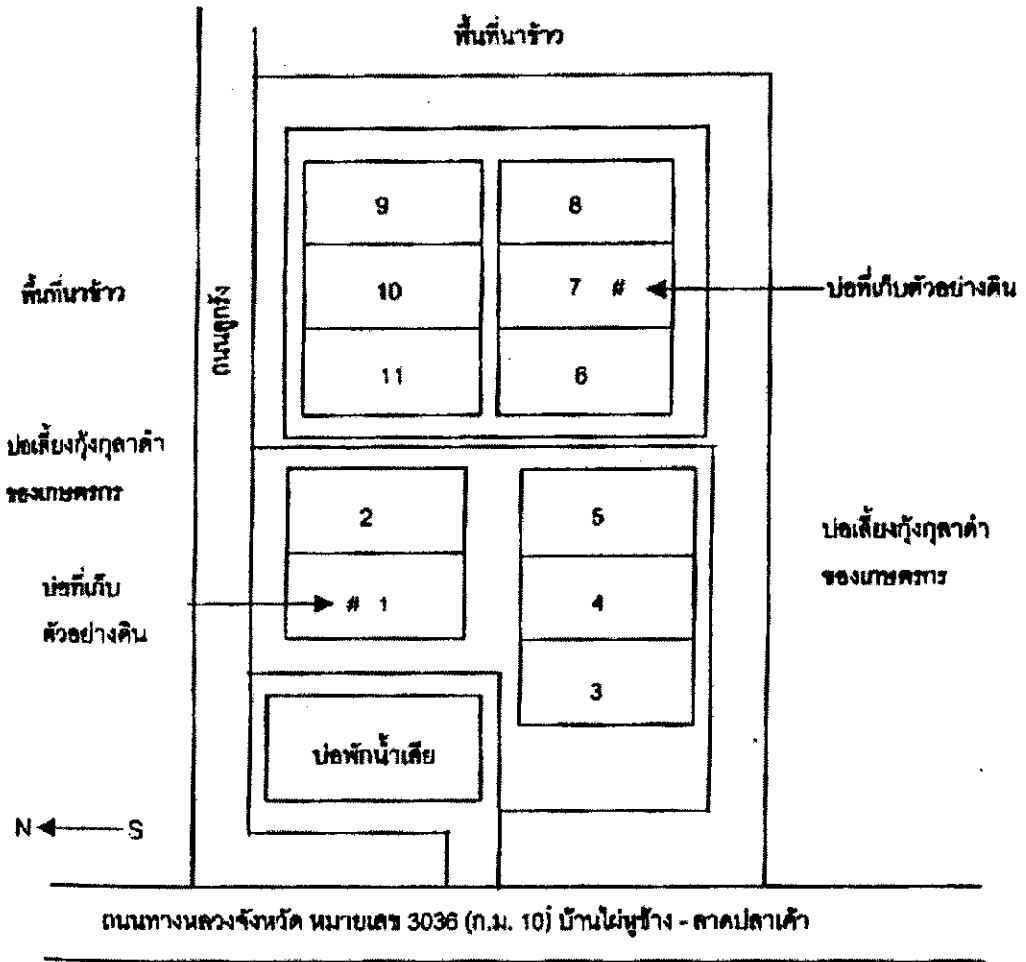 พื้นที่นาข้าว
9
8
พื้นที่นาข้าว
ถนนลูกรัง
10
7 #
บ่อที่เก็บตัวอย่างดิน
11
6
บ่อเลี้ยงกุ้งกุลาดำ
ของเกษตรกร
2
5
บ่อเลี้ยงกุ้งกุลาดำ
ของเกษตรกร
บ่อที่เก็บ
ตัวอย่างดิน
# 1
4
3
บ่อพักน้ำเสีย
N
S
ถนนทางหลวงจังหวัด หมายเลข 3036 (ก.ม. 10) บ้านไผ่หูช้าง - ลาดปลาเค้า